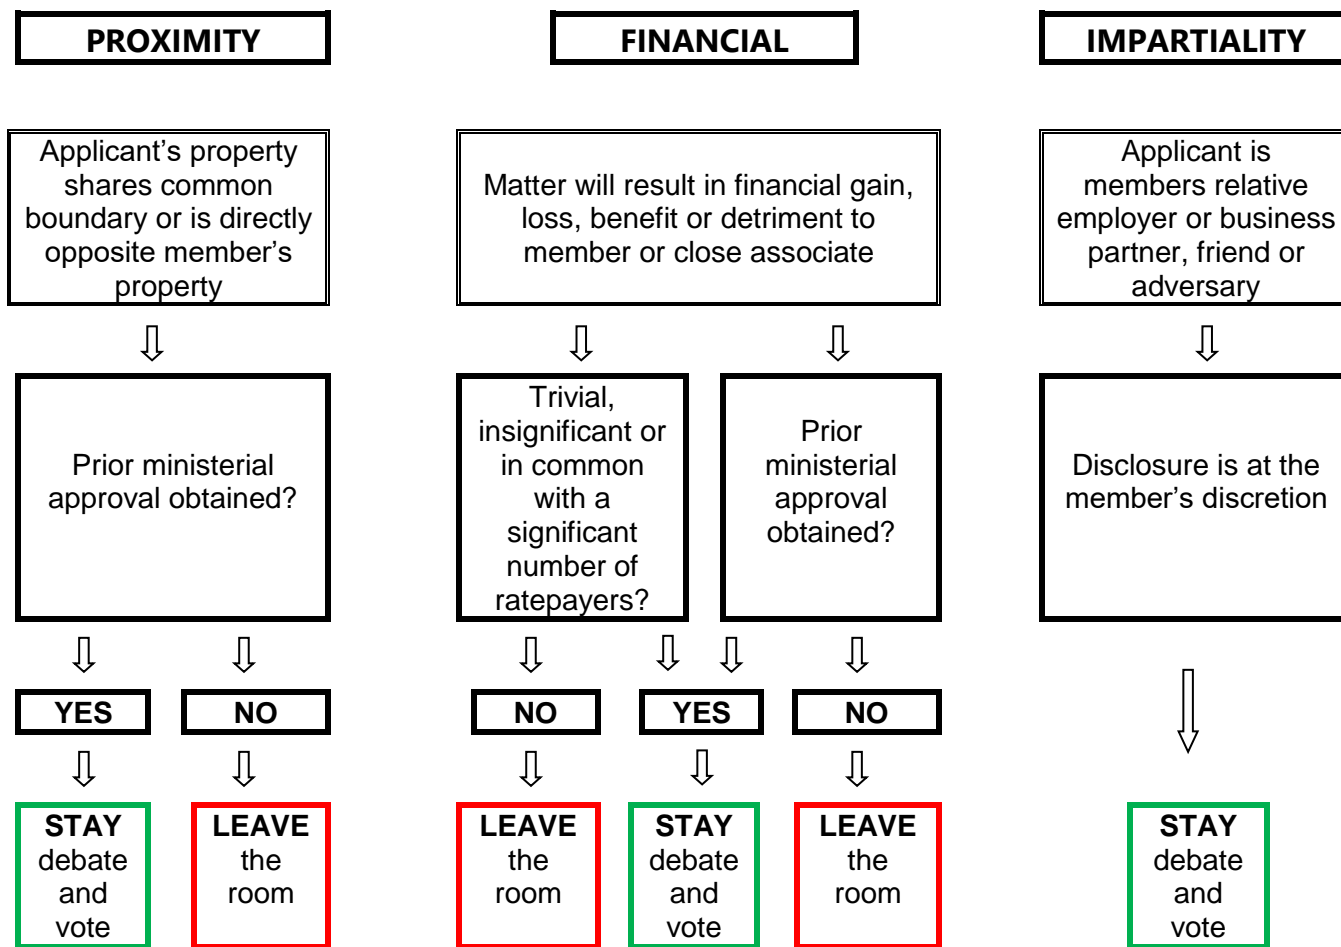 PROXIMITY
FINANCIAL
IMPARTIALITY
Applicant's property
shares common
boundary or is directly
opposite member's
property
Matter will result in financial gain,
loss, benefit or detriment to
member or close associate
Applicant is
members relative
employer or business
partner, friend or
adversary
Prior ministerial
approval obtained?
Trivial,
insignificant or
in common
with a
significant
number of
ratepayers?
Prior
ministerial
approval
obtained?
Disclosure is at the
member's discretion
YES
NO
NO
YES
NO
STAY
debate
and
vote
LEAVE
the
room
LEAVE
the
room
STAY
debate
and
vote
LEAVE
the
room
STAY
debate
and
vote